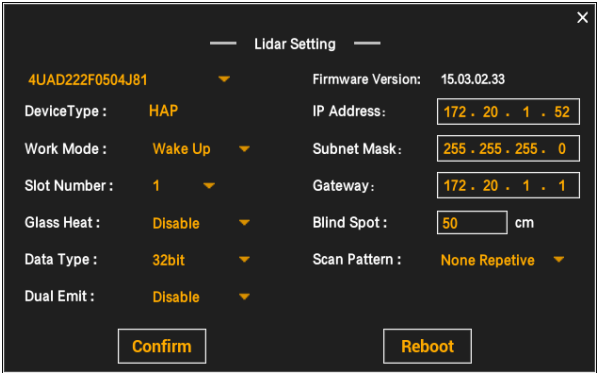 Lidar Setting
4UAD222F0504J81 Firmware Version: 15.03.02.33
DeviceType : HAP IP Address: 172 . 20 . 1 . 52
Work Mode : Wake Up Subnet Mask: 255 . 255 . 255 . 0
Slot Number : 1 Gateway: 172 . 20 . 1 . 1
Glass Heat : Disable Blind Spot : 50 cm
Data Type : 32bit Scan Pattern : None Repetive
Dual Emit : Disable
Confirm Reboot